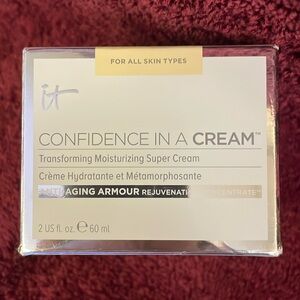 FOR ALL SKIN TYPES
it
CONFIDENCE IN A CREAM™
Transforming Moisturizing Super Cream
Crème Hydratante et Métamorphosante
AGING ARMOUR
2 US fl. oz. ℮ 60 ml